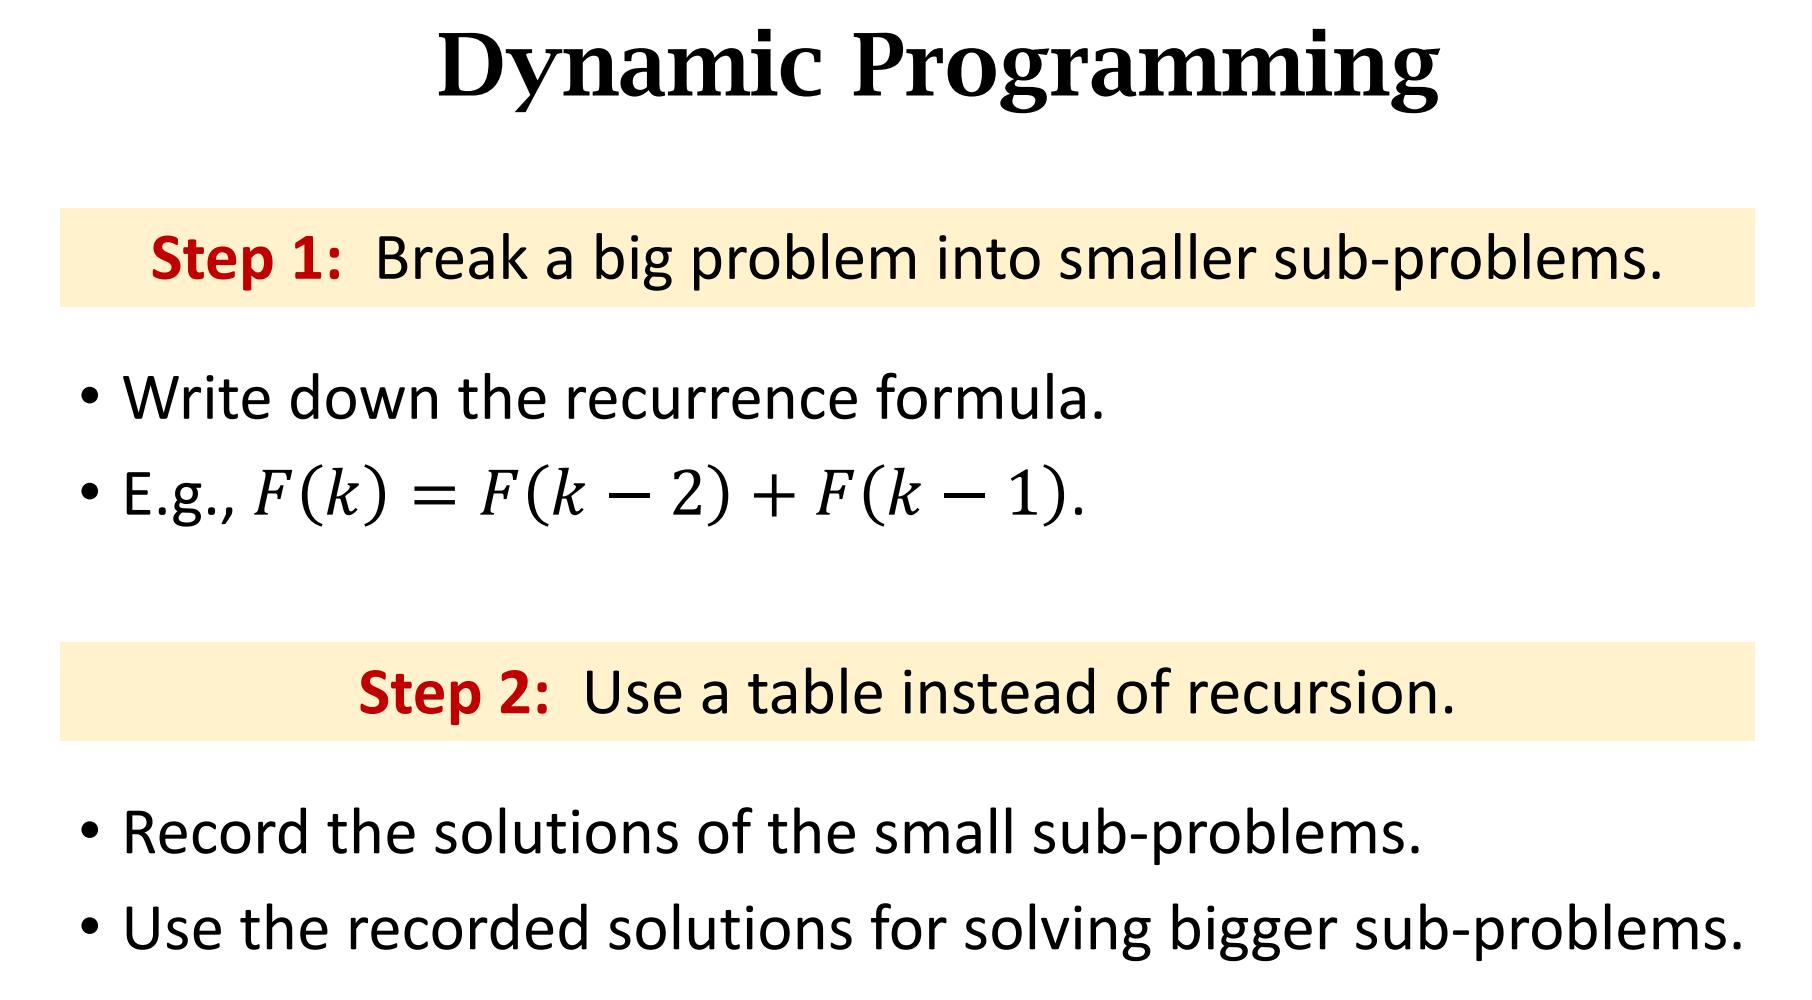 Dynamic Programming
Step 1: Break a big problem into smaller sub-problems.
• Write down the recurrence formula.
• E.g., F(k) = F(k − 2) + F(k − 1).
Step 2: Use a table instead of recursion.
• Record the solutions of the small sub-problems.
• Use the recorded solutions for solving bigger sub-problems.